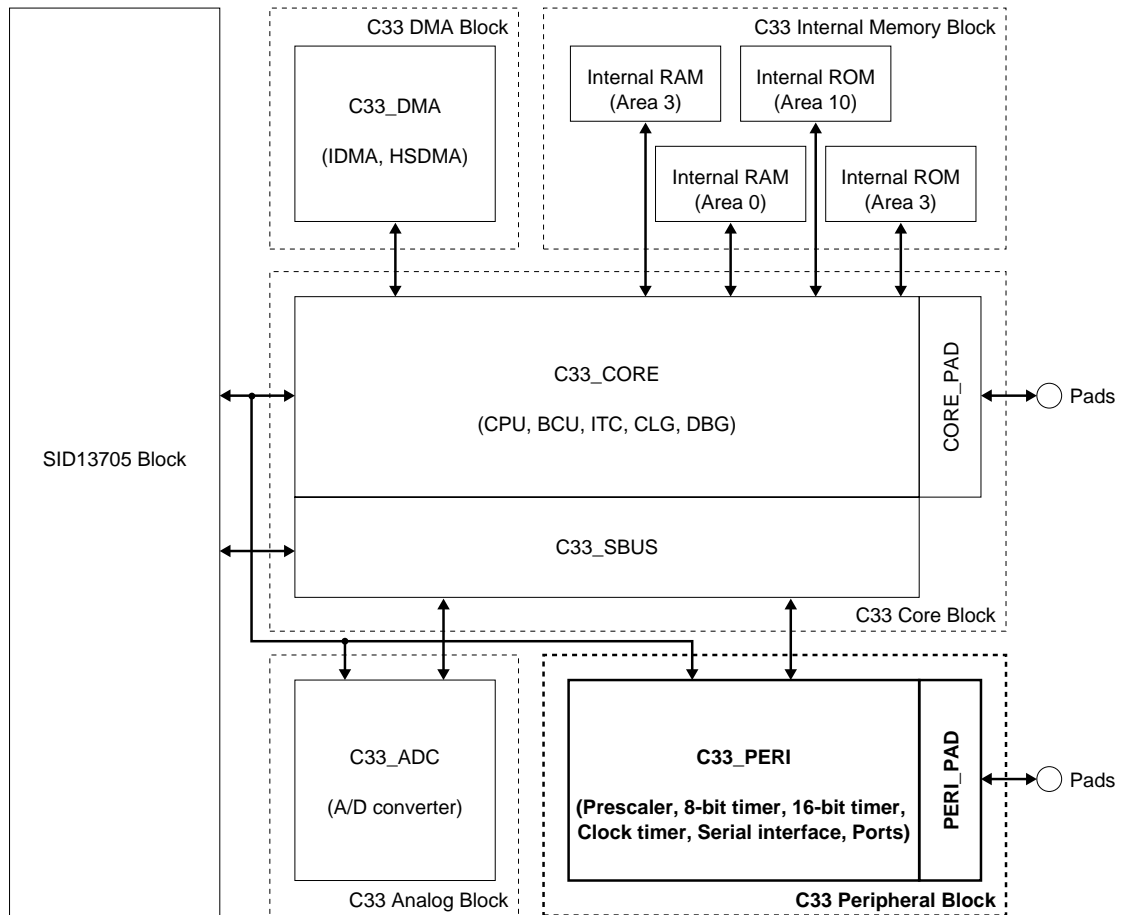 C33 DMA Block
C33_DMA
(IDMA, HSDMA)
C33 Internal Memory Block
Internal RAM
(Area 3)
Internal ROM
(Area 10)
Internal RAM
(Area 0)
Internal ROM
(Area 3)
SID13705 Block
C33_CORE
(CPU, BCU, ITC, CLG, DBG)
CORE_PAD
Pads
C33_SBUS
C33 Core Block
C33_ADC
(A/D converter)
C33 Analog Block
C33_PERI
(Prescaler, 8-bit timer, 16-bit timer,
Clock timer, Serial interface, Ports)
PERI_PAD
Pads
C33 Peripheral Block